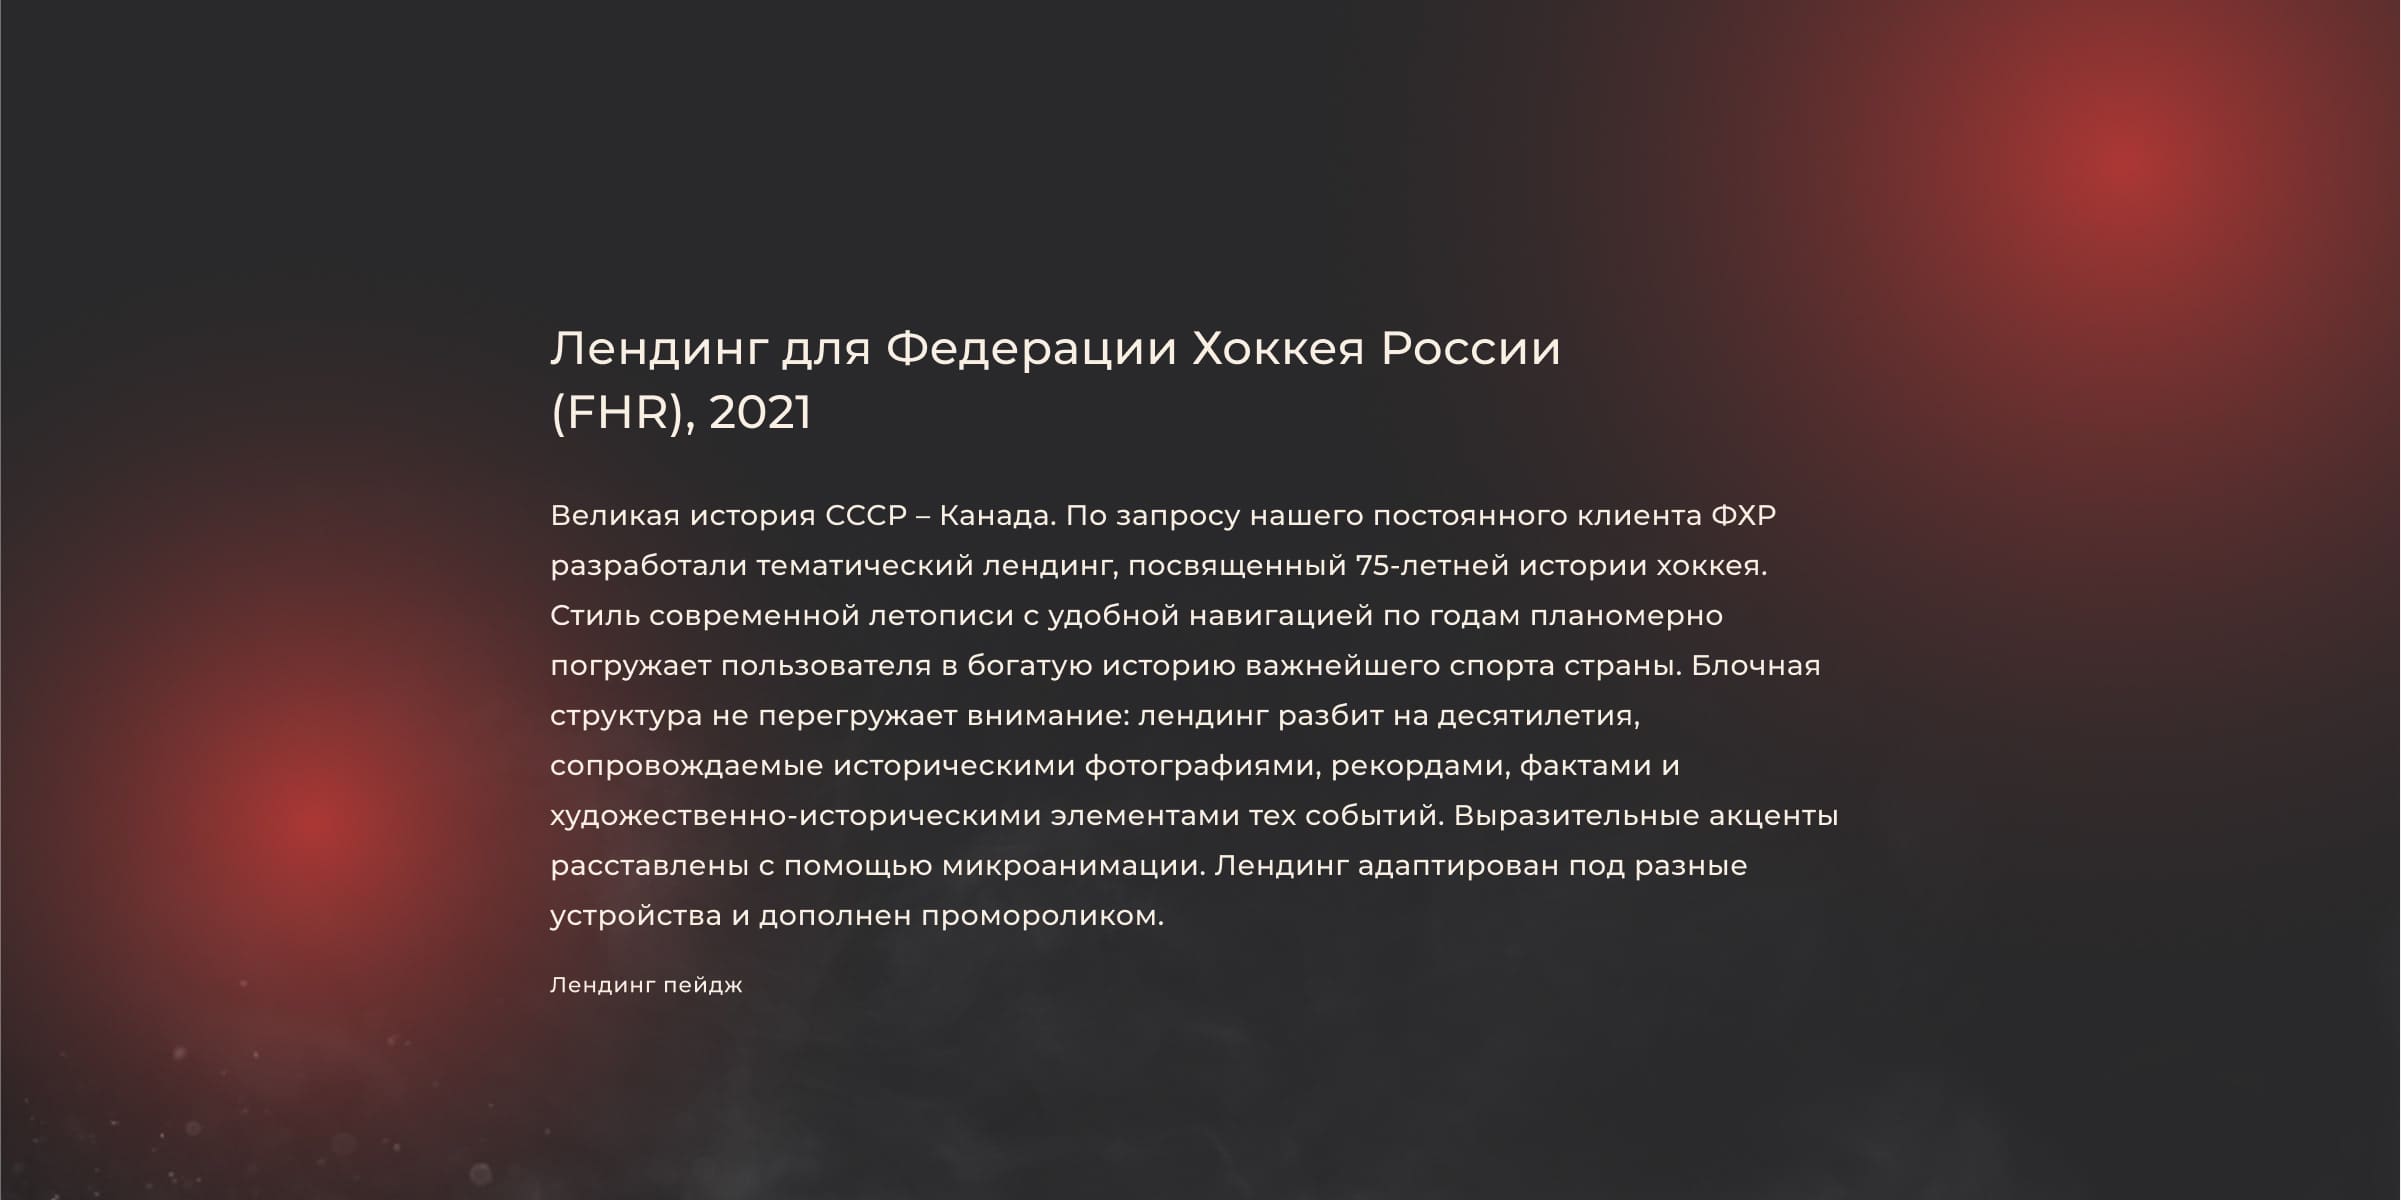 Лендинг для Федерации Хоккея России
(FHR), 2021
Великая история СССР – Канада. По запросу нашего постоянного клиента ФХР
разработали тематический лендинг, посвященный 75-летней истории хоккея.
Стиль современной летописи с удобной навигацией по годам планомерно
погружает пользователя в богатую историю важнейшего спорта страны. Блочная
структура не перегружает внимание: лендинг разбит на десятилетия,
сопровождаемые историческими фотографиями, рекордами, фактами и
художественно-историческими элементами тех событий. Выразительные акценты
расставлены с помощью микроанимации. Лендинг адаптирован под разные
устройства и дополнен промороликом.
Лендинг пейдж